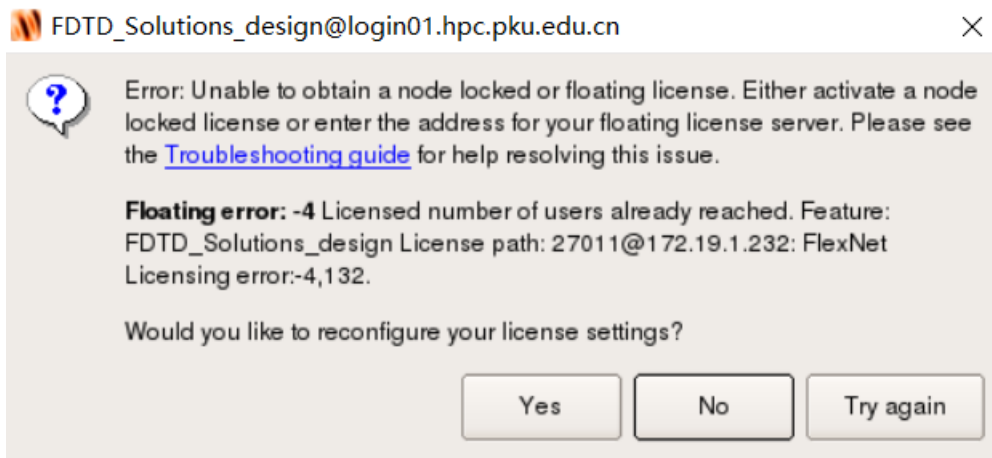 FDTD_Solutions_design@login01.hpc.pku.edu.cn
Error: Unable to obtain a node locked or floating license. Either activate a node
locked license or enter the address for your floating license server. Please see
the Troubleshooting guide for help resolving this issue.
Floating error: -4 Licensed number of users already reached. Feature:
FDTD_Solutions_design License path: 27011@172.19.1.232: FlexNet
Licensing error:-4,132.
Would you like to reconfigure your license settings?
Yes
No
Try again